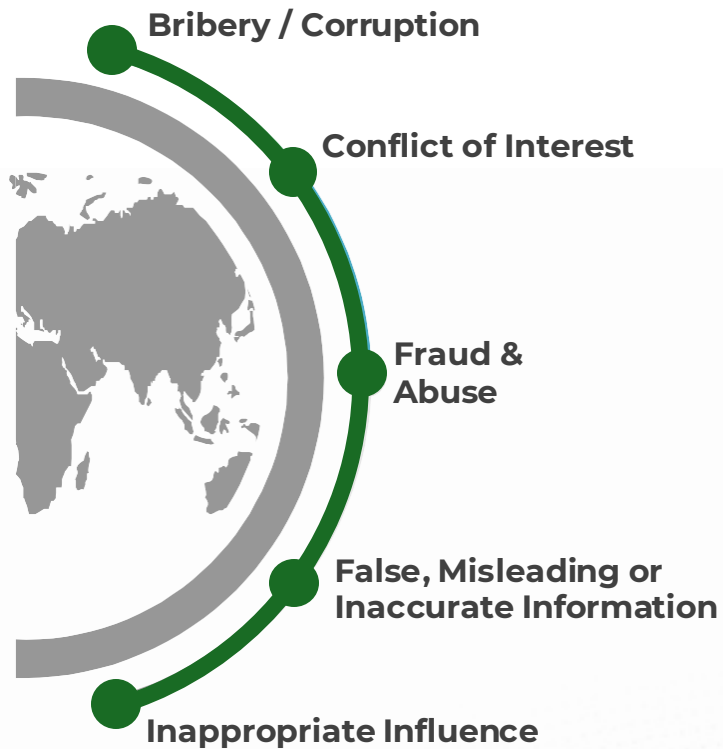 Bribery / Corruption
Conflict of Interest
Fraud &
Abuse
False, Misleading or
Inaccurate Information
Inappropriate Influence